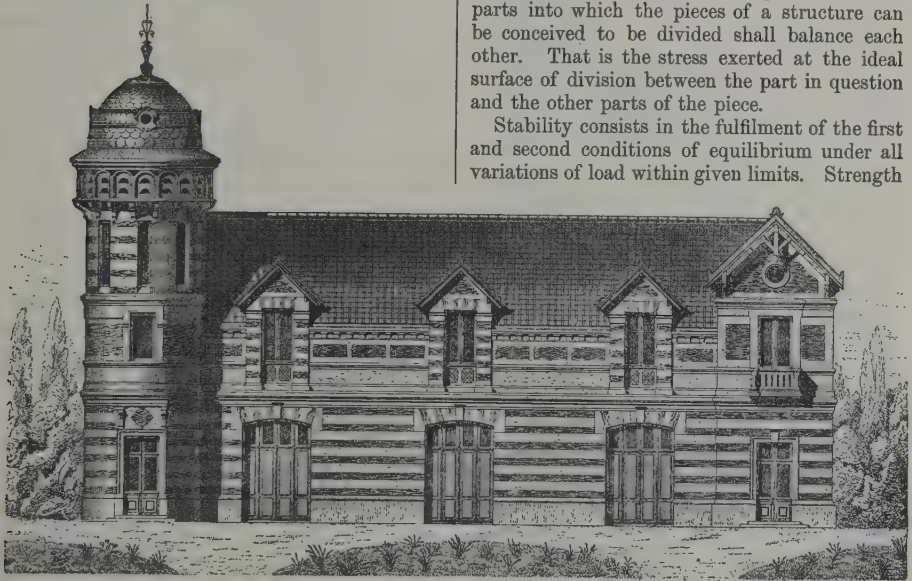 parts into which the pieces of a structure can
be conceived to be divided shall balance each
other. That is the stress exerted at the ideal
surface of division between the part in question
and the other parts of the piece.
Stability consists in the fulfilment of the first
and second conditions of equilibrium under all
variations of load within given limits. Strength